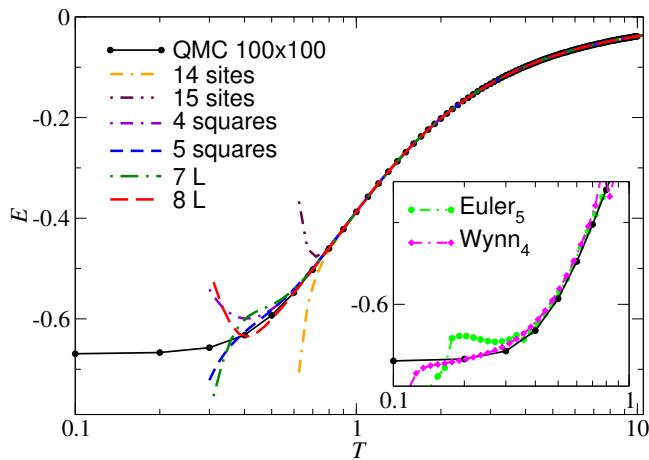 0
QMC 100x100
14 sites
15 sites
4 squares
5 squares
7 L
8 L
-0.2
-0.4
-0.6
E
Euler5
Wynn4
-0.6
0.1
1
0.1
1
10
T